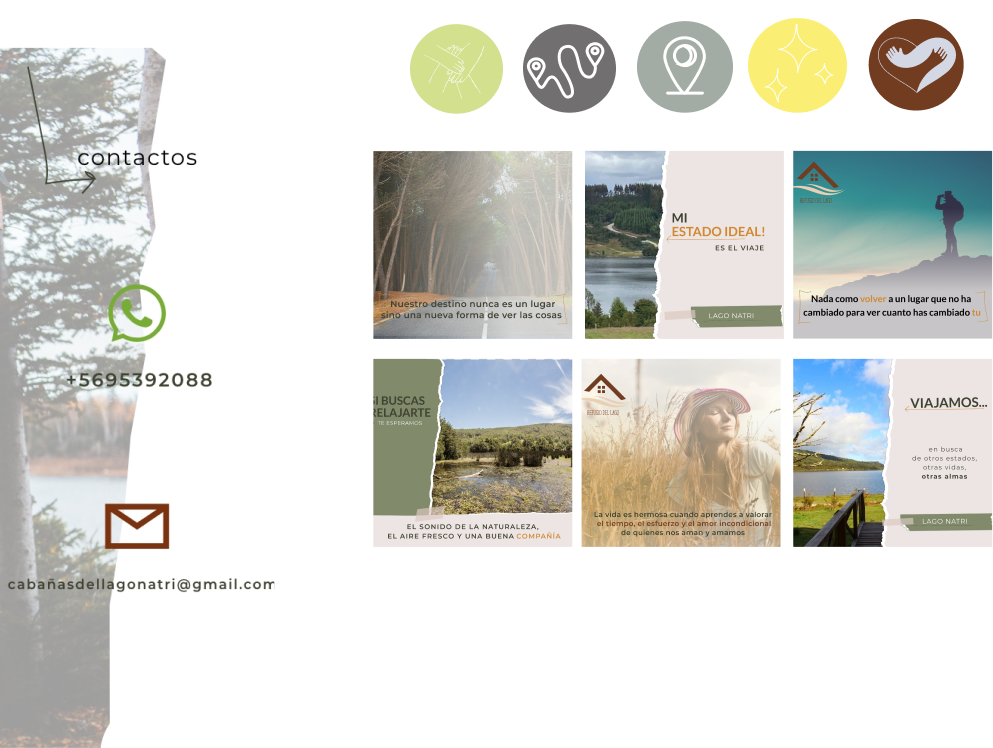 contactos
+5695392088
cabañasdellagonatri@gmail.com
Nuestro destino nunca es un lugar
sino una nueva forma de ver las cosas
MI
ESTADO IDEAL!
ES EL VIAJE
LAGO NATRI
REFUGIO DEL LAGO
Nada como volver a un lugar que no ha
cambiado para ver cuanto has cambiado tu
SI BUSCAS
RELAJARTE
TE ESPERAMOS
EL SONIDO DE LA NATURALEZA,
EL AIRE FRESCO Y UNA BUENA COMPAÑÍA
REFUGIO DEL LAGO
La vida es hermosa cuando aprendes a valorar
el tiempo, el esfuerzo y el amor incondicional
de quienes nos aman y amamos
VIAJAMOS...
en busca
de otros estados,
otras vidas,
otras almas
LAGO NATRI